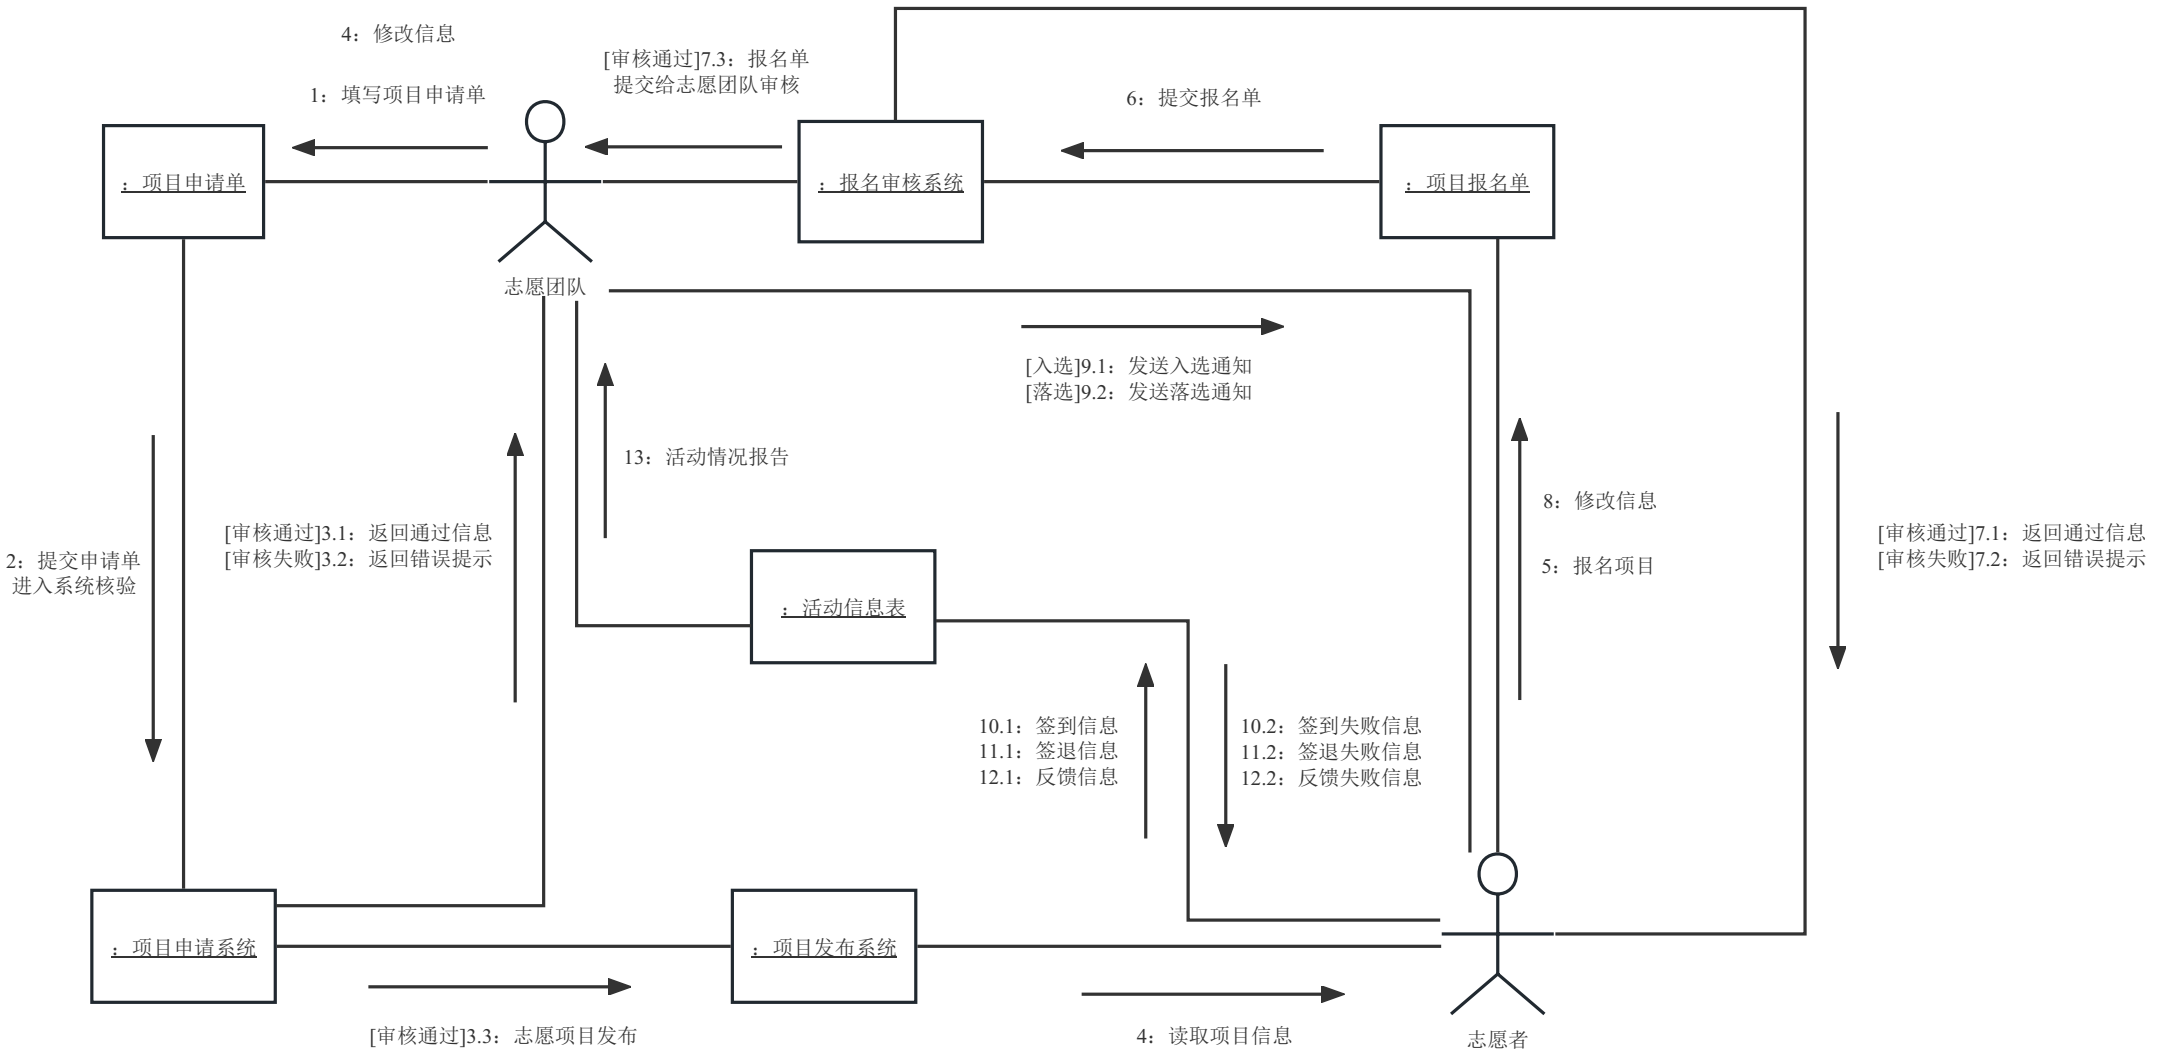 4：修改信息
1：填写项目申请单
[审核通过]7.3：报名单
提交给志愿团队审核
6：提交报名单
：项目申请单
：报名审核系统
：项目报名单
志愿团队
[入选]9.1：发送入选通知
[落选]9.2：发送落选通知
13：活动情况报告
8：修改信息
5：报名项目
[审核通过]7.1：返回通过信息
[审核失败]7.2：返回错误提示
[审核通过]3.1：返回通过信息
[审核失败]3.2：返回错误提示
2：提交申请单
进入系统核验
：活动信息表
10.1：签到信息
11.1：签退信息
12.1：反馈信息
10.2：签到失败信息
11.2：签退失败信息
12.2：反馈失败信息
：项目申请系统
：项目发布系统
[审核通过]3.3：志愿项目发布
4：读取项目信息
志愿者